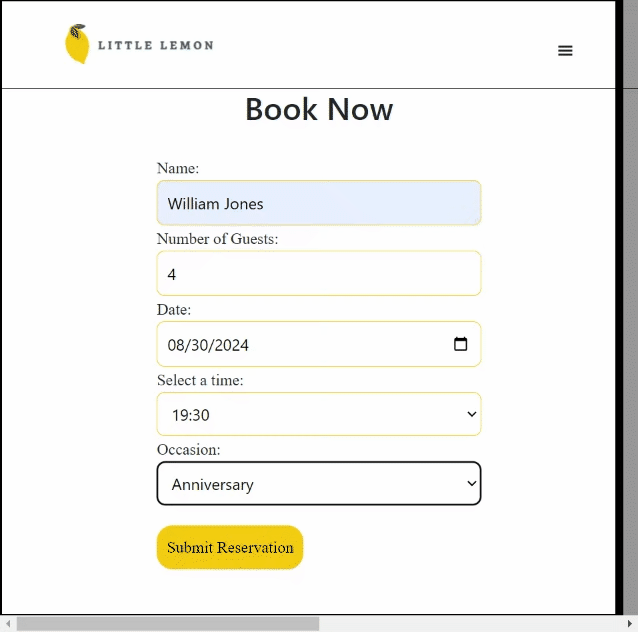 LITTLE LEMON
Book Now
Name:
William Jones
Number of Guests:
4
Date:
08/30/2024
Select a time:
19:30
Occasion:
Anniversary
Submit Reservation